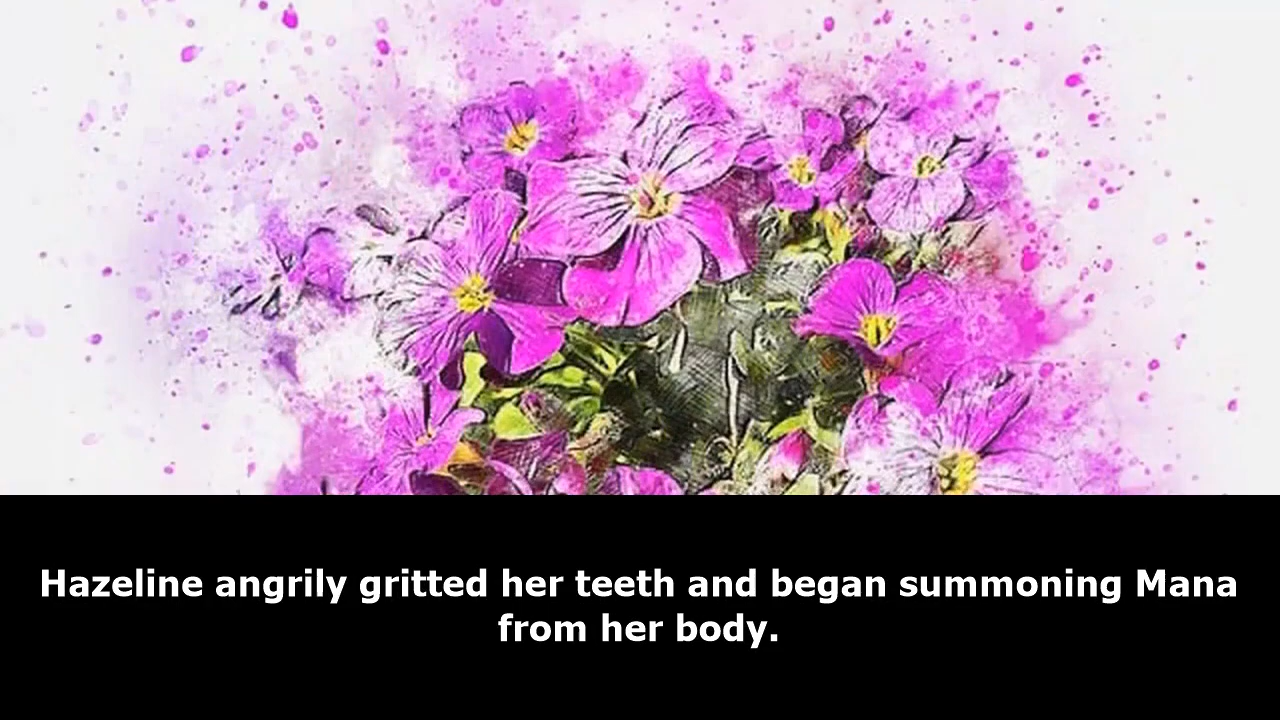 Hazeline angrily gritted her teeth and began summoning Mana
from her body.